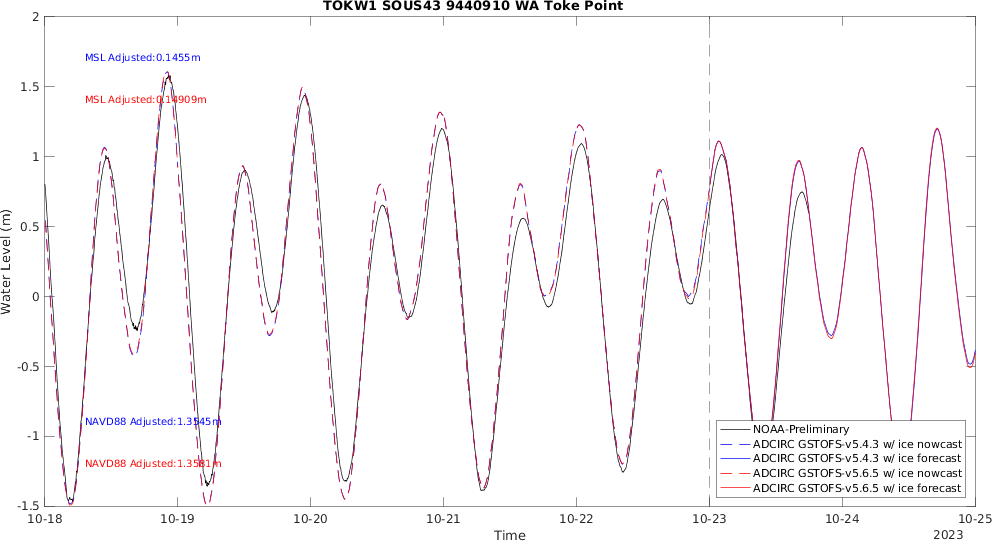 TOKW1 SOUS43 9440910 WA Toke Point
2
1.5
1
0.5
0
-0.5
-1
-1.5
Water Level (m)
MSL Adjusted:0.1455m
MSL Adjusted:0.14909m
NAVD88 Adjusted:1.3545m
NAVD88 Adjusted:1.3581m
NOAA-Preliminary
ADCIRC GSTOFS-v5.4.3 w/ ice nowcast
ADCIRC GSTOFS-v5.4.3 w/ ice forecast
ADCIRC GSTOFS-v5.6.5 w/ ice nowcast
ADCIRC GSTOFS-v5.6.5 w/ ice forecast
10-18 10-19 10-20 10-21 10-22 10-23 10-24 10-25
Time
2023